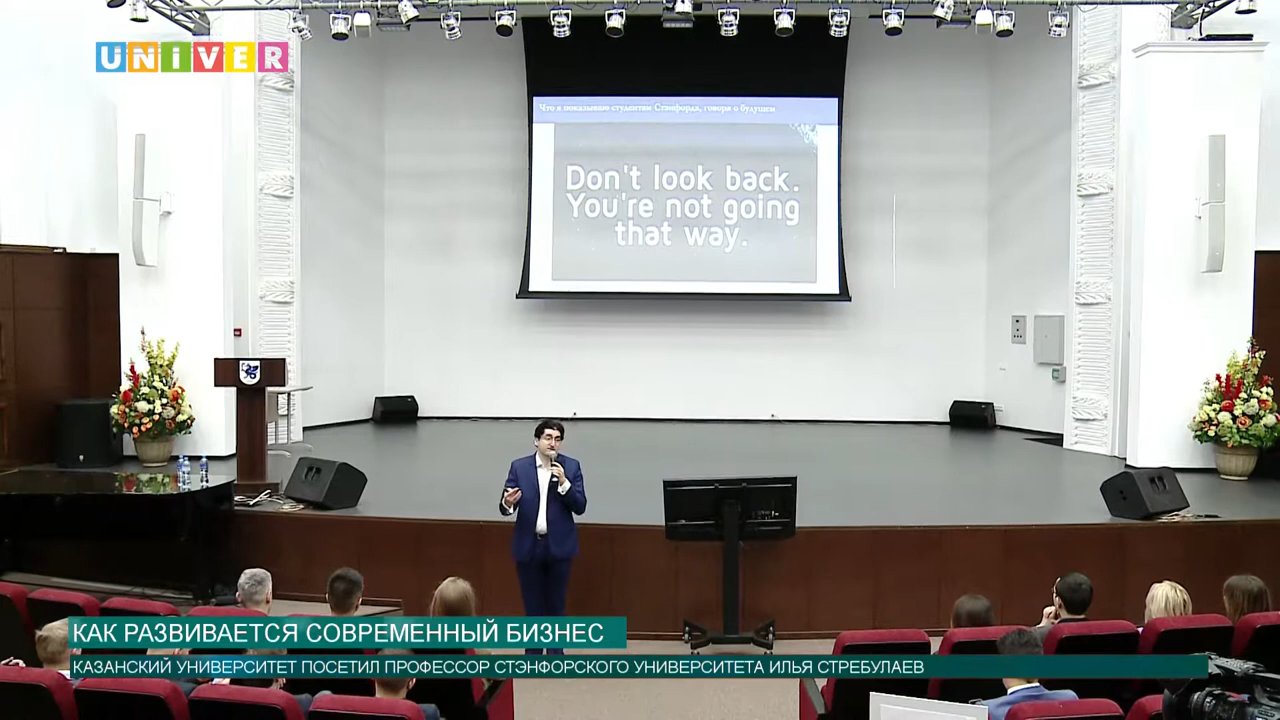 UNIVER
Что я показываю студентам Стэнфорда, говоря о будущем
Don't look back.
You're not going
that way.
КАК РАЗВИВАЕТСЯ СОВРЕМЕННЫЙ БИЗНЕС
КАЗАНСКИЙ УНИВЕРСИТЕТ ПОСЕТИЛ ПРОФЕССОР СТЭНФОРСКОГО УНИВЕРСИТЕТА ИЛЬЯ СТРЕБУЛАЕВ